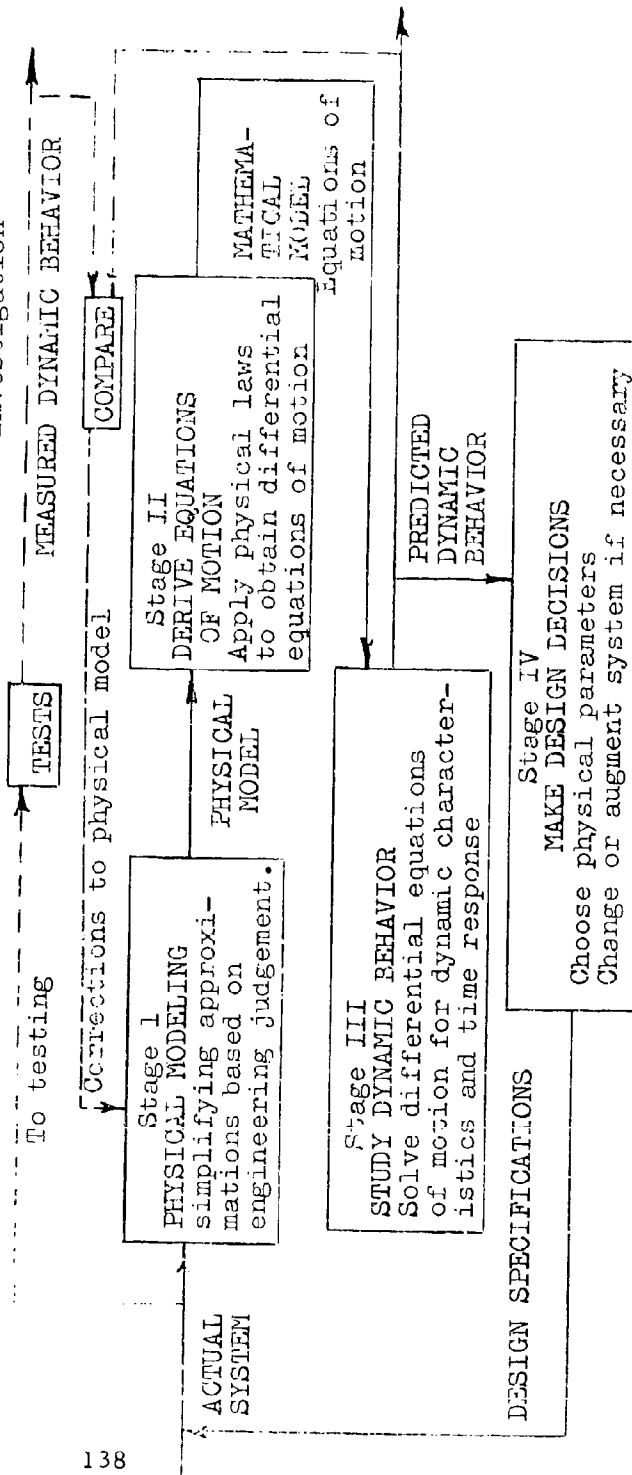 Investigation
TESTS
To testing
MEASURED DYNAMIC BEHAVIOR
Corrections to physical model
COMPARE
ACTUAL
SYSTEM
Stage 1
PHYSICAL MODELING
simplifying approxi-
mations based on
engineering judgement.
PHYSICAL
MODEL
Stage II
DERIVE EQUATIONS
OF MOTION
Apply physical laws
to obtain differential
equations of motion
MATHEMA-
TICAL
MODEL
Equations of
motion
Stage III
STUDY DYNAMIC BEHAVIOR
Solve differential equations
of motion for dynamic character-
istics and time response
PREDICTED
DYNAMIC
BEHAVIOR
DESIGN SPECIFICATIONS
Stage IV
MAKE DESIGN DECISIONS
Choose physical parameters
Change or augment system if necessary
138